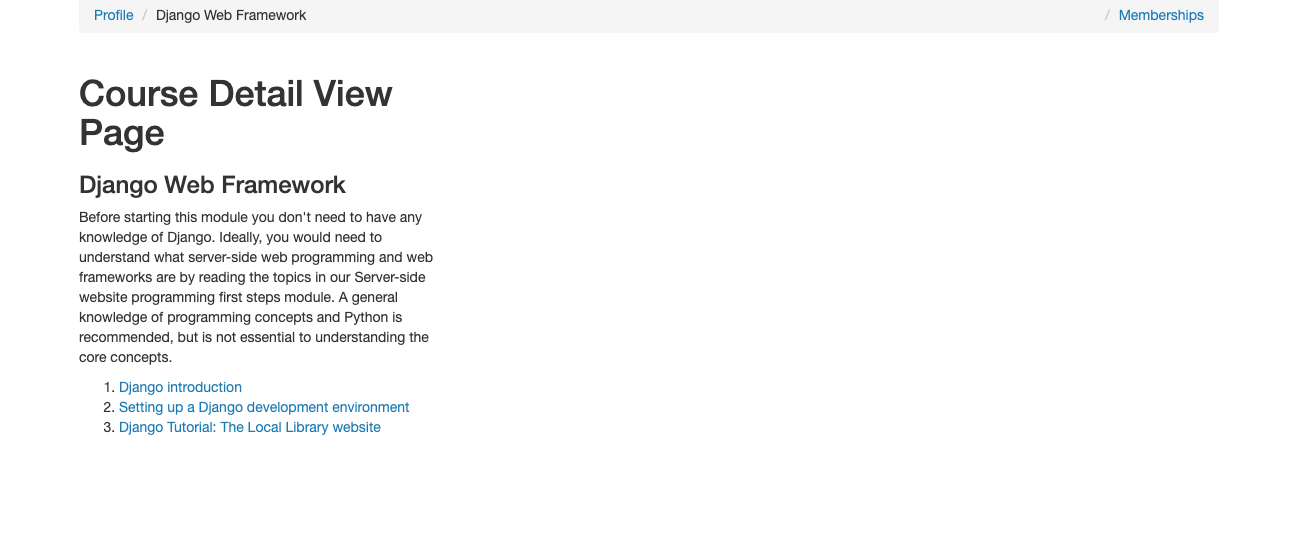 Profile / Django Web Framework / Memberships
Course Detail View
Page
Django Web Framework
Before starting this module you don't need to have any
knowledge of Django. Ideally, you would need to
understand what server-side web programming and web
frameworks are by reading the topics in our Server-side
website programming first steps module. A general
knowledge of programming concepts and Python is
recommended, but is not essential to understanding the
core concepts.
1. Django introduction
2. Setting up a Django development environment
3. Django Tutorial: The Local Library website